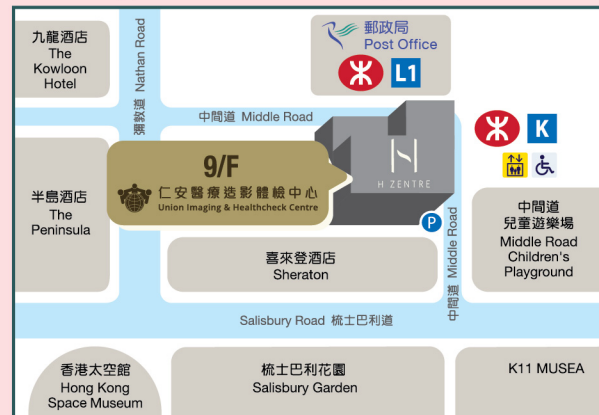 九龍酒店
The
Kowloon
Hotel
彌敦道 Nathan Road
郵政局
Post Office
L1
中間道 Middle Road
K
9/F
仁安醫療造影體檢中心
Union Imaging & Healthcheck Centre
H ZENTRE
P
中間道 Middle Road
半島酒店
The
Peninsula
喜來登酒店
Sheraton
中間道
兒童遊樂場
Middle Road
Children's
Playground
Salisbury Road 梳士巴利道
香港太空館
Hong Kong
Space Museum
梳士巴利花園
Salisbury Garden
K11 MUSEA